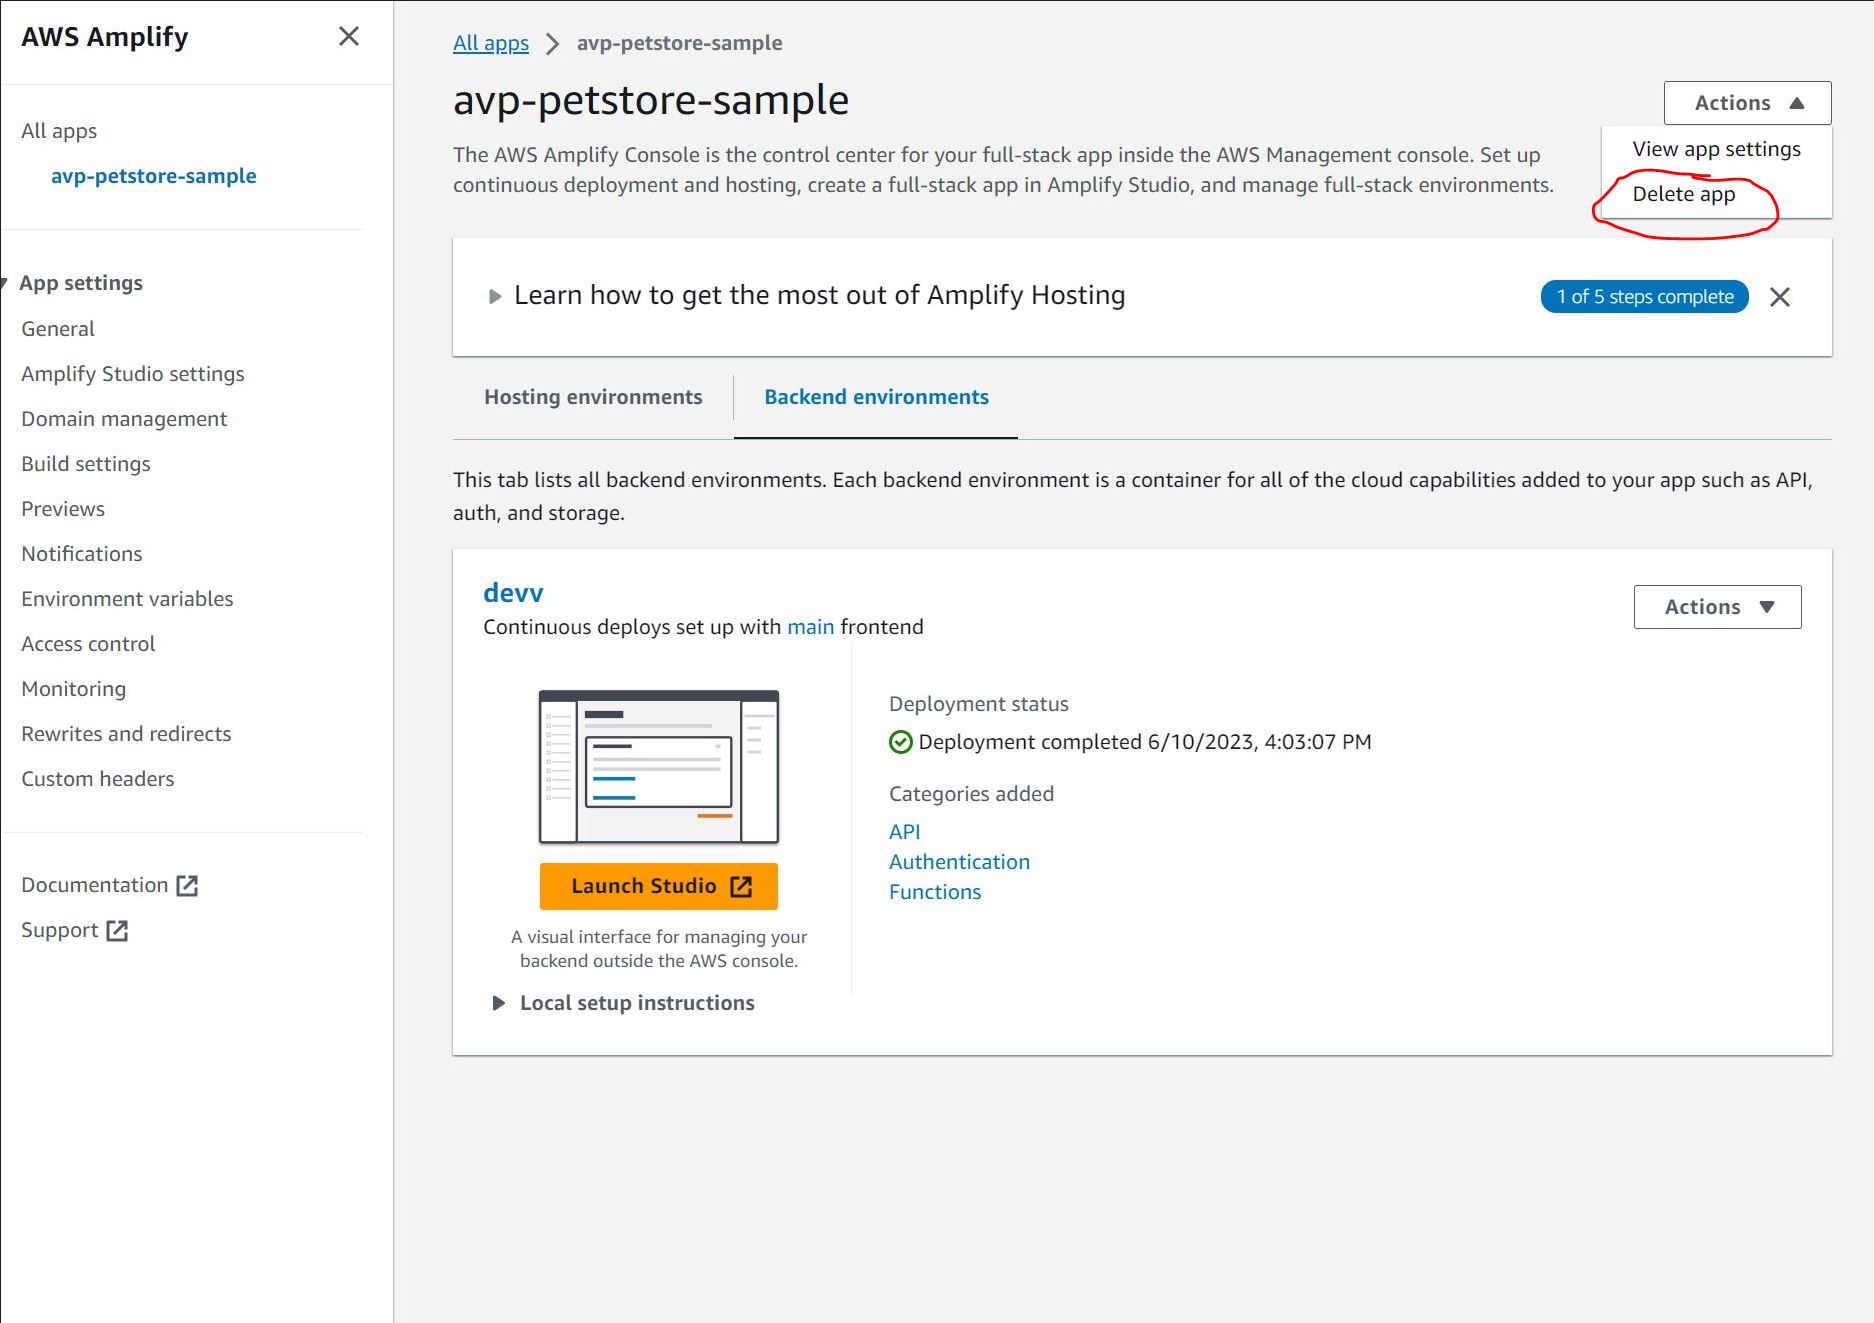 AWS Amplify
All apps
avp-petstore-sample
App settings
General
Amplify Studio settings
Domain management
Build settings
Previews
Notifications
Environment variables
Access control
Monitoring
Rewrites and redirects
Custom headers
Documentation
Support
All apps avp-petstore-sample
avp-petstore-sample
Actions
The AWS Amplify Console is the control center for your full-stack app inside the AWS Management console. Set up
continuous deployment and hosting, create a full-stack app in Amplify Studio, and manage full-stack environments.
View app settings
Delete app
Learn how to get the most out of Amplify Hosting
1 of 5 steps complete
Hosting environments
Backend environments
This tab lists all backend environments. Each backend environment is a container for all of the cloud capabilities added to your app such as API,
auth, and storage.
devv
Continuous deploys set up with main frontend
Actions
Launch Studio
A visual interface for managing your
backend outside the AWS console.
Local setup instructions
Deployment status
Deployment completed 6/10/2023, 4:03:07 PM
Categories added
API
Authentication
Functions